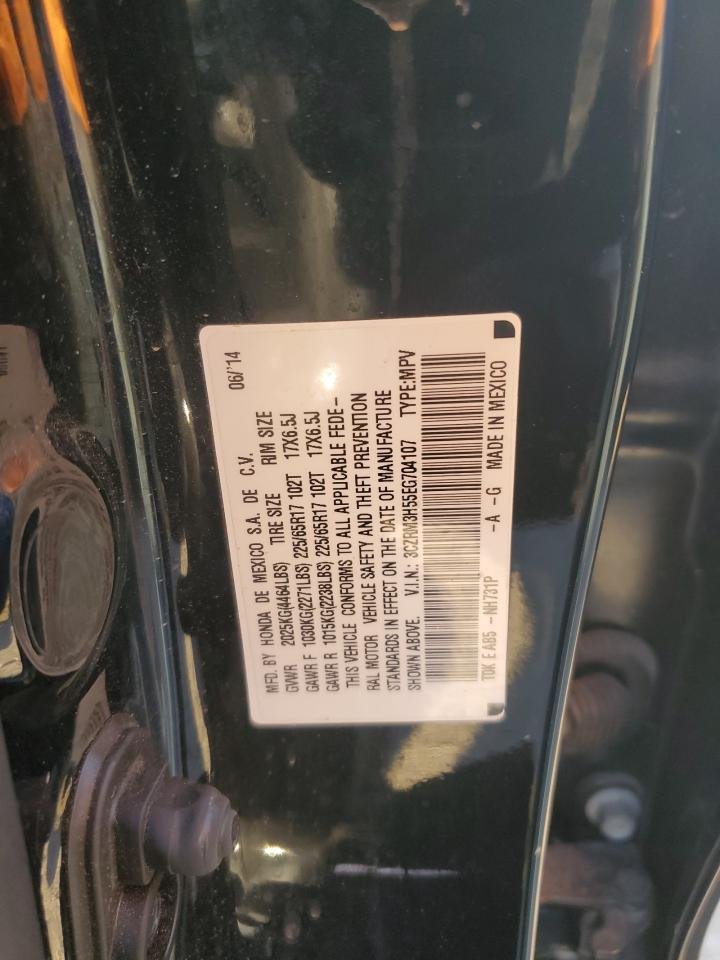 06/'14
MFD. BY HONDA DE MEXICO S.A. DE C.V.
GVWR 2025KG(4464LBS) TIRE SIZE RIM SIZE
GAWR F 1030KG(2271LBS) 225/65R17 102T 17X6.5J
GAWR R 1015KG(2238LBS) 225/65R17 102T 17X6.5J
THIS VEHICLE CONFORMS TO ALL APPLICABLE FEDE-
RAL MOTOR VEHICLE SAFETY AND THEFT PREVENTION
STANDARDS IN EFFECT ON THE DATE OF MANUFACTURE
SHOWN ABOVE. V.I.N.: 3CZRM3H55EG704107 TYPE:MPV
T0K E AB5 -NH731P -A -G MADE IN MEXICO